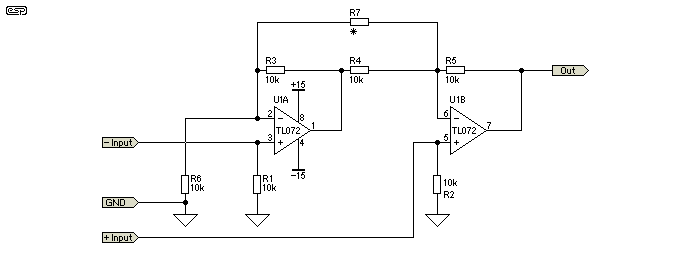 esp
R7
*
R3
10k
R4
10k
R5
10k
Out
+15
U1A
2
8
TL072
1
3
4
-15
U1B
6
TL072
7
5
- Input
R6
10k
R1
10k
10k
R2
GND
+ Input